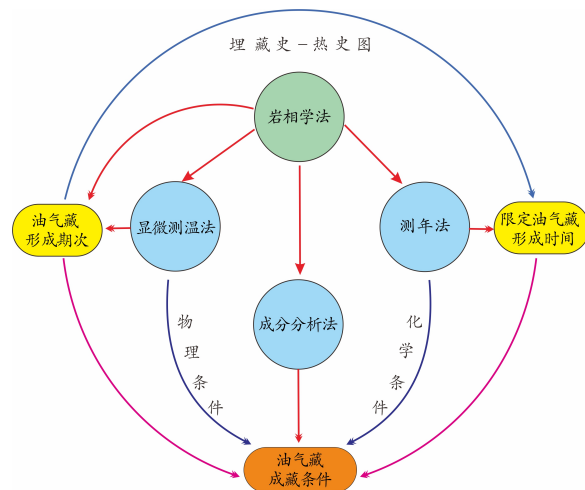 埋藏史-热史图
岩相学法
油气藏
形成期次
显微测温法
测年法
限定油气藏
形成时间
成分分析法
物理条件
化学条件
油气藏
成藏条件